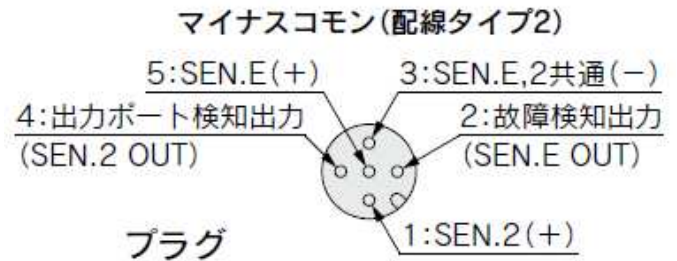 マイナスコモン(配線タイプ2)
5:SEN.E(+)
3:SEN.E,2共通(−)
4:出力ポート検知出力
(SEN.2 OUT)
2:故障検知出力
(SEN.E OUT)
1:SEN.2(+)
プラグ